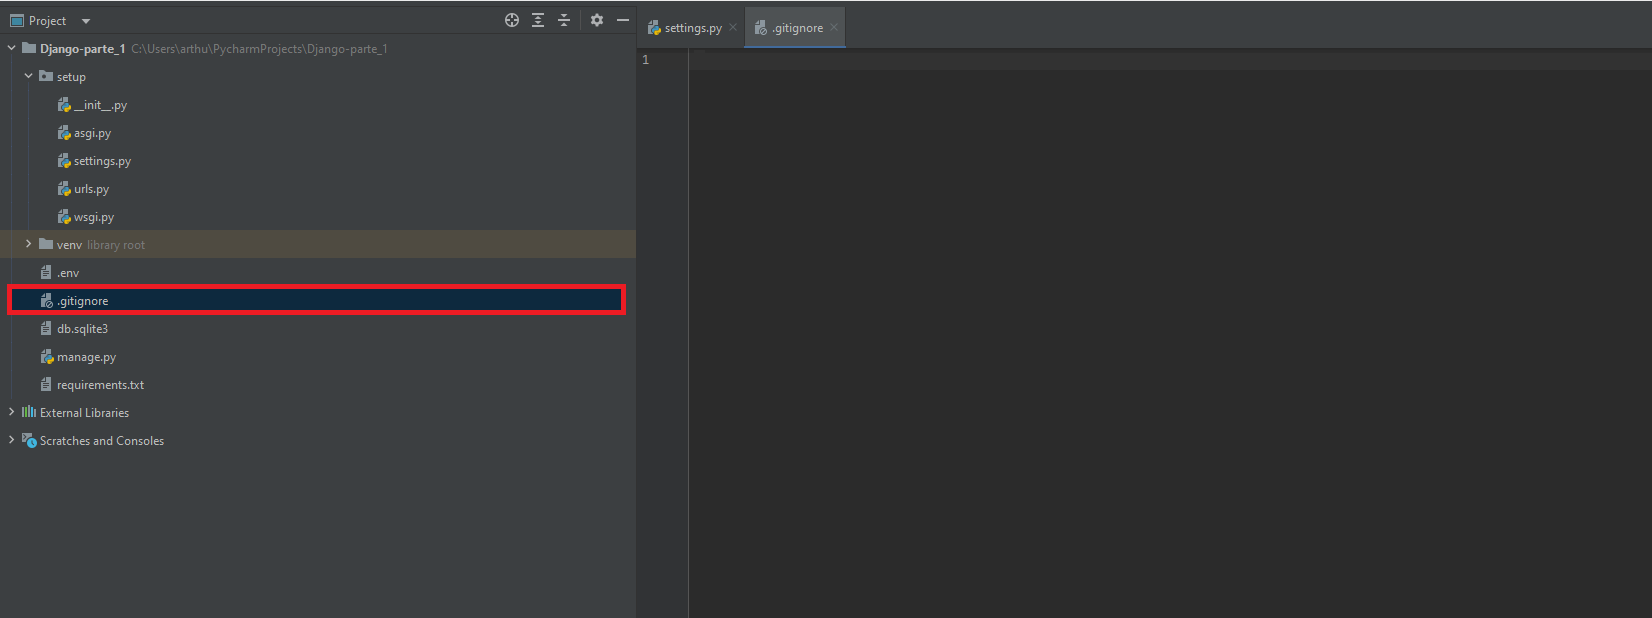 Project
Django-parte_1 C:\Users\arthu\PycharmProjects\Django-parte_1
setup
__init__.py
asgi.py
settings.py
urls.py
wsgi.py
venv library root
.env
.gitignore
db.sqlite3
manage.py
requirements.txt
External Libraries
Scratches and Consoles
settings.py .gitignore
1